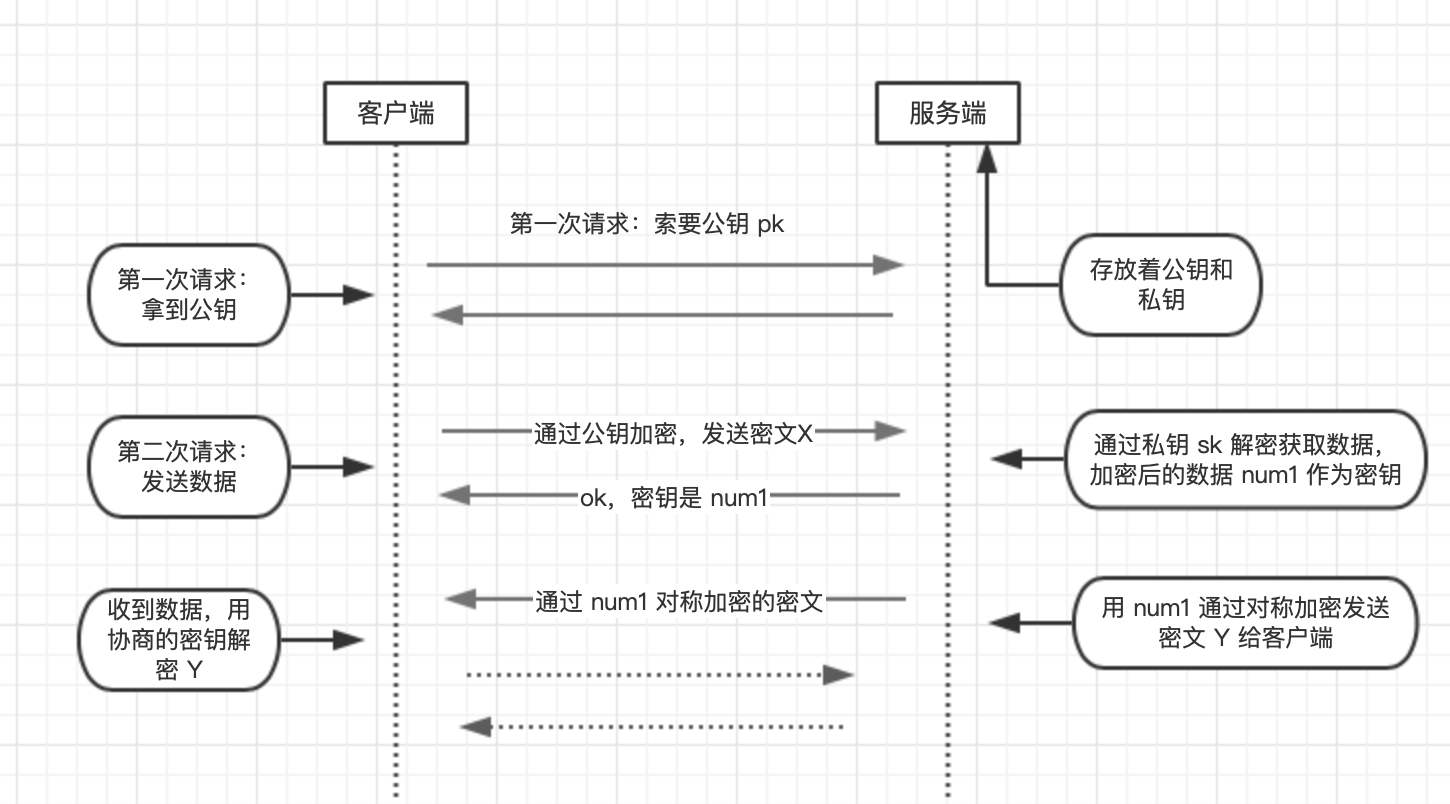 客户端
服务端
第一次请求：索要公钥 pk
第一次请求：
拿到公钥
存放着公钥和
私钥
通过公钥加密，发送密文X
第二次请求：
发送数据
通过私钥 sk 解密获取数据，
加密后的数据 num1 作为密钥
ok，密钥是 num1
通过 num1 对称加密的密文
收到数据，用
协商的密钥解
密 Y
用 num1 通过对称加密发送
密文 Y 给客户端